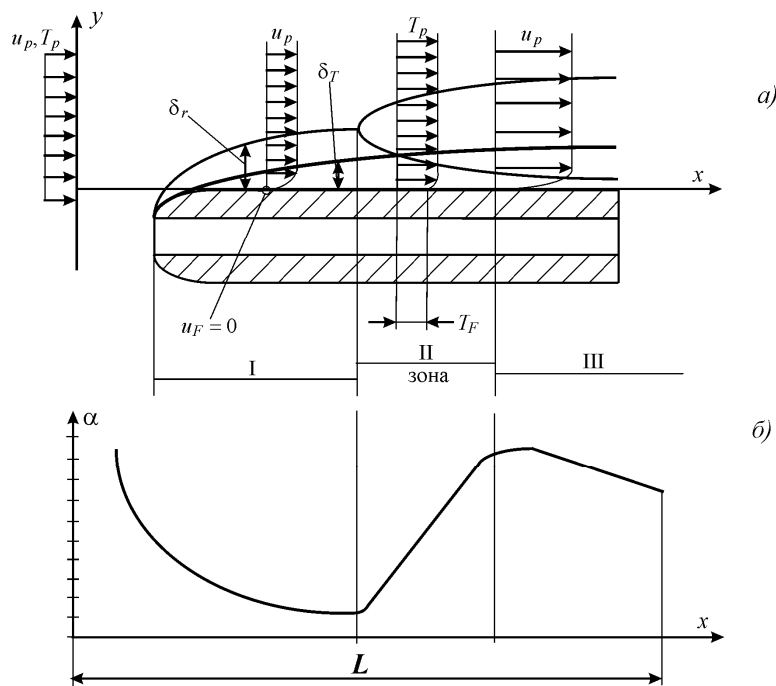 y
u_p, T_p
u_p
T_p
u_p
δ_T
а)
δ_r
x
u_F = 0
T_F
I
II
III
зона
α
б)
x
L